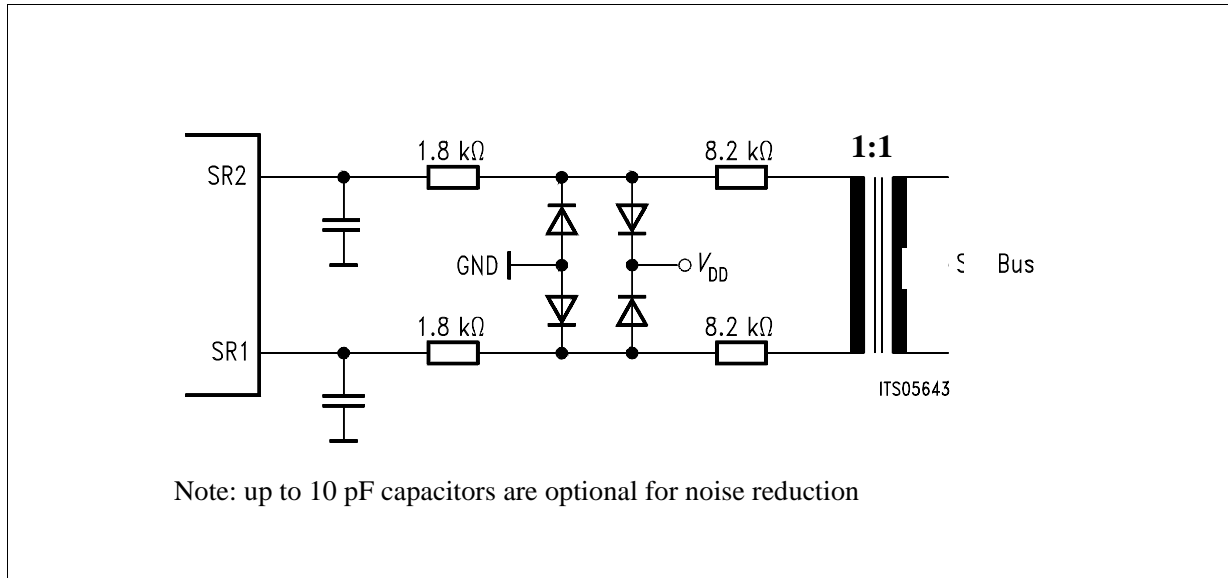 1.8 kΩ 8.2 kΩ 1:1
SR2
GND VDD Bus
1.8 kΩ 8.2 kΩ
SR1
ITS05643
Note: up to 10 pF capacitors are optional for noise reduction